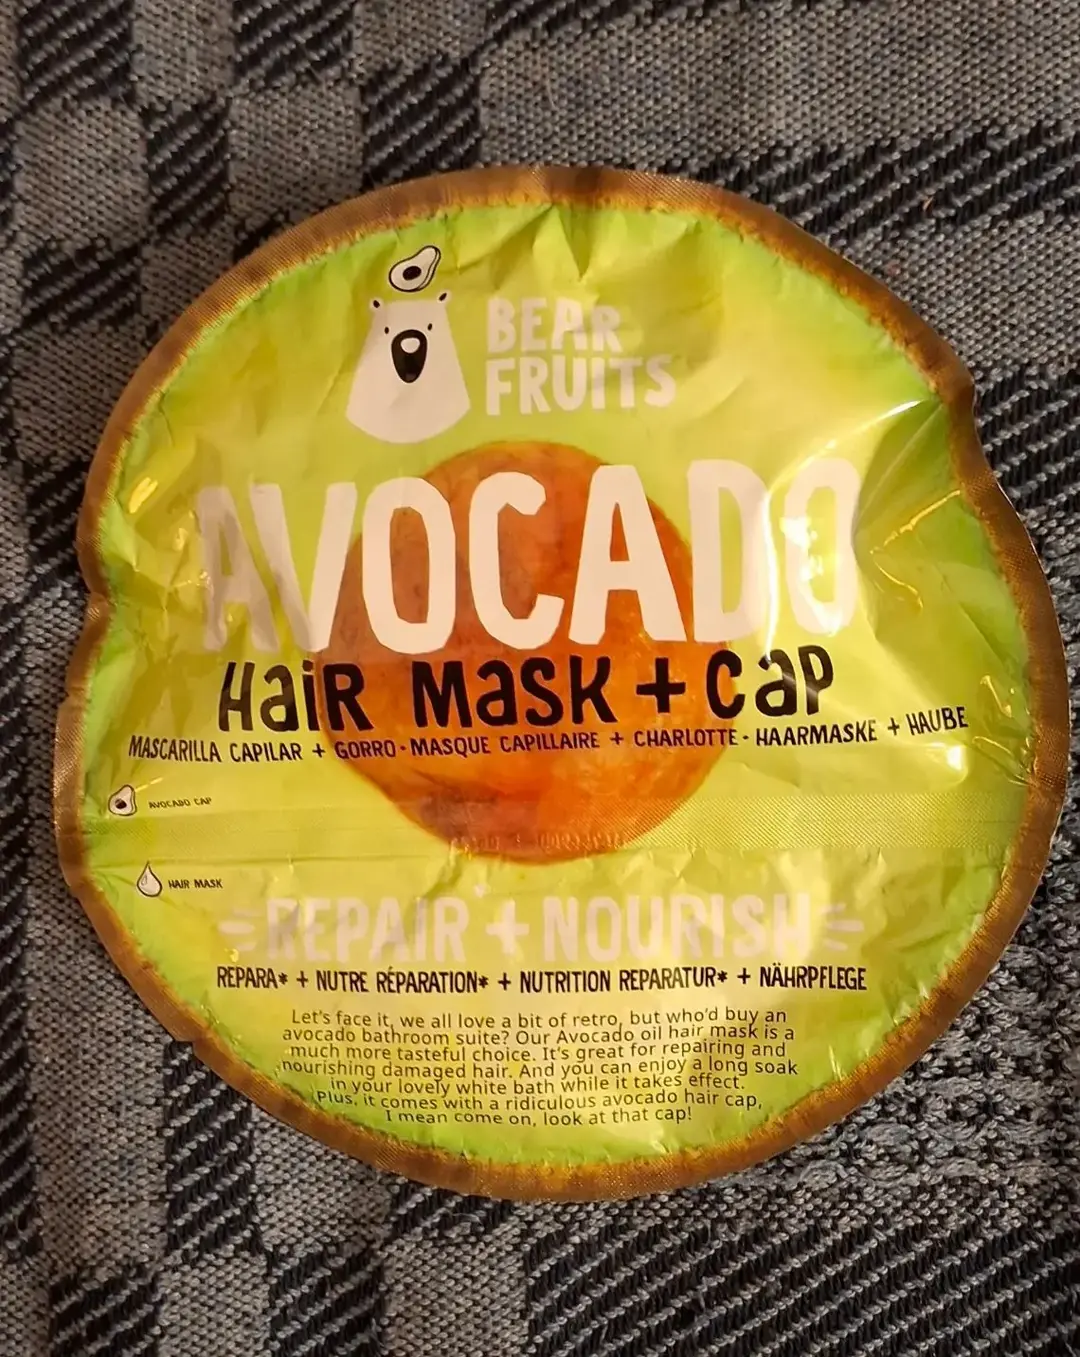 BEAR
FRUITS
AVOCADO
HaiR MaSK + CaP
MASCARILLA CAPILAR + GORRO • MASQUE CAPILLAIRE + CHARLOTTE • HAARMASKE + HAUBE
AVOCADO CAP
HAIR MASK
REPAIR + NOURISH
REPARA* + NUTRE RÉPARATION* + NUTRITION REPARATUR* + NÄHRPFLEGE
Let's face it, we all love a bit of retro, but who'd buy an
avocado bathroom suite? Our Avocado oil hair mask is a
much more tasteful choice. It's great for repairing and
nourishing damaged hair. And you can enjoy a long soak
in your lovely white bath while it takes effect.
Plus, it comes with a ridiculous avocado hair cap,
I mean come on, look at that cap!